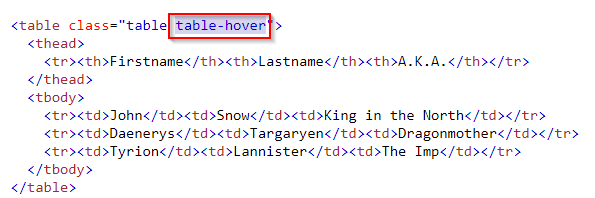 <table class="table table-hover">
<thead>
<tr><th>Firstname</th><th>Lastname</th><th>A.K.A.</th></tr>
</thead>
<tbody>
<tr><td>John</td><td>Snow</td><td>King in the North</td></tr>
<tr><td>Daenerys</td><td>Targaryen</td><td>Dragonmother</td></tr>
<tr><td>Tyrion</td><td>Lannister</td><td>The Imp</td></tr>
</tbody>
</table>